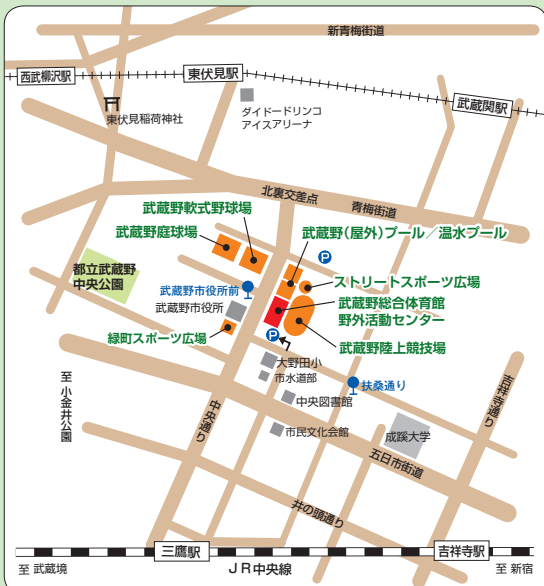 新青梅街道
西武柳沢駅
東伏見駅
武蔵関駅
東伏見稲荷神社
ダイドードリンコ
アイスアリーナ
北裏交差点
青梅街道
武蔵野軟式野球場
武蔵野庭球場
武蔵野(屋外)プール/温水プール
P
都立武蔵野
中央公園
武蔵野市役所前
ストリートスポーツ広場
武蔵野市役所
武蔵野総合体育館
野外活動センター
緑町スポーツ広場
P
武蔵野陸上競技場
大野田小
市水道部
扶桑通り
至 小金井公園
中央図書館
吉祥寺通り
中央通り
市民文化会館
成蹊大学
五日市街道
井の頭通り
三鷹駅
吉祥寺駅
至 武蔵境
JR中央線
至 新宿